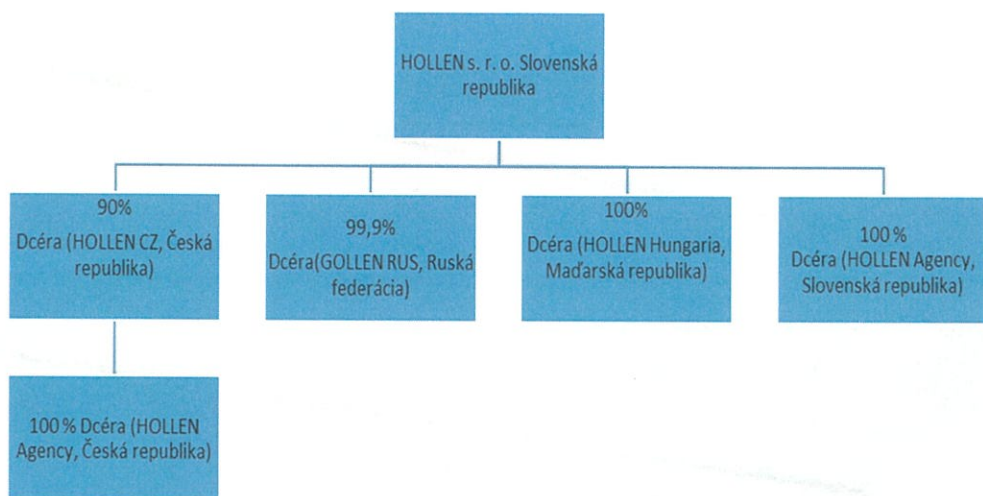 HOLLEN s. r. o. Slovenská
republika
90%
Dcéra (HOLLEN CZ, Česká
republika)
99,9%
Dcéra(GOLLEN RUS, Ruská
federácia)
100%
Dcéra (HOLLEN Hungaria,
Maďarská republika)
100 %
Dcéra (HOLLEN Agency,
Slovenská republika)
100 % Dcéra (HOLLEN
Agency, Česká republika)